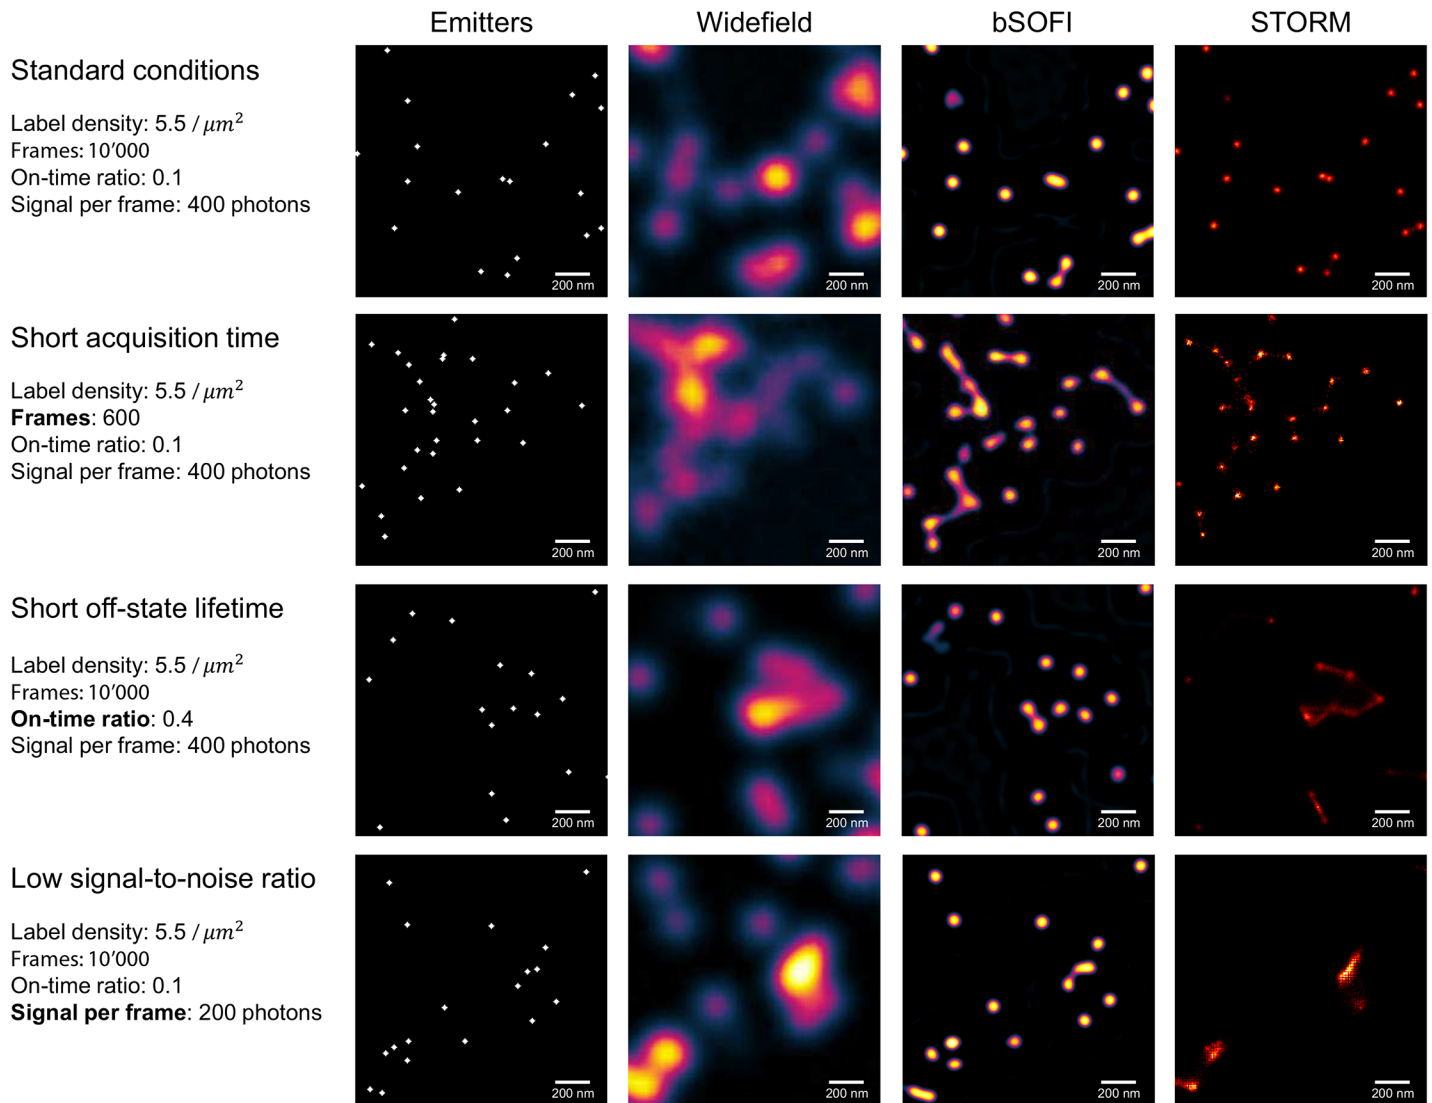 Emitters Widefield bSOFI STORM
Standard conditions
Label density: 5.5 / μm²
Frames: 10’000
On-time ratio: 0.1
Signal per frame: 400 photons
200 nm 200 nm 200 nm 200 nm
Short acquisition time
Label density: 5.5 / μm²
Frames: 600
On-time ratio: 0.1
Signal per frame: 400 photons
200 nm 200 nm 200 nm 200 nm
Short off-state lifetime
Label density: 5.5 / μm²
Frames: 10’000
On-time ratio: 0.4
Signal per frame: 400 photons
200 nm 200 nm 200 nm 200 nm
Low signal-to-noise ratio
Label density: 5.5 / μm²
Frames: 10’000
On-time ratio: 0.1
Signal per frame: 200 photons
200 nm 200 nm 200 nm 200 nm